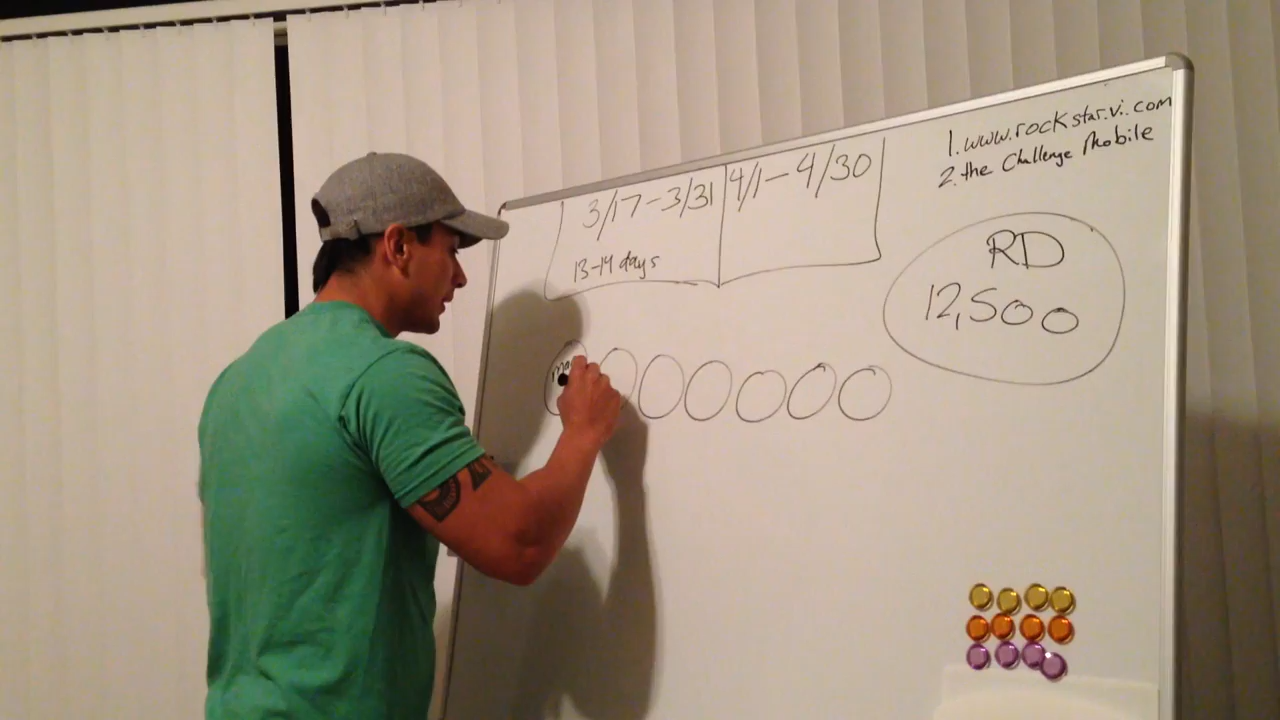 1. www.rockstar.vi.com
2. the Challenge Mobile
3/17-3/31
4/1-4/30
13-14 days
RD
12,500